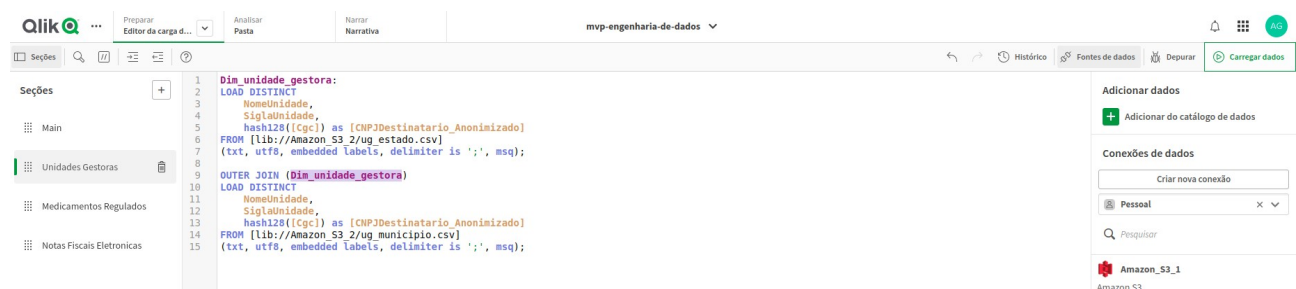 Qlik
Preparar
Editor da carga d...
Analisar
Pasta
Narrar
Narrativa
mvp-engenharia-de-dados
AG
Seções
Histórico
Fontes de dados
Depurar
Carregar dados
Seções
Main
Unidades Gestoras
Medicamentos Regulados
Notas Fiscais Eletronicas
1 Dim_unidade_gestora:
2 LOAD DISTINCT
3 NomeUnidade,
4 SiglaUnidade,
5 hash128([Cgc]) as [CNPJDestinatario_Anonimizado]
6 FROM [lib://Amazon_S3_2/ug_estado.csv]
7 (txt, utf8, embedded labels, delimiter is ';', msq);
8
9 OUTER JOIN (Dim_unidade_gestora)
10 LOAD DISTINCT
11 NomeUnidade,
12 SiglaUnidade,
13 hash128([Cgc]) as [CNPJDestinatario_Anonimizado]
14 FROM [lib://Amazon_S3_2/ug_municipio.csv]
15 (txt, utf8, embedded labels, delimiter is ';', msq);
Adicionar dados
Adicionar do catálogo de dados
Conexões de dados
Criar nova conexão
Pessoal
Pesquisar
Amazon_S3_1
Amazon S3